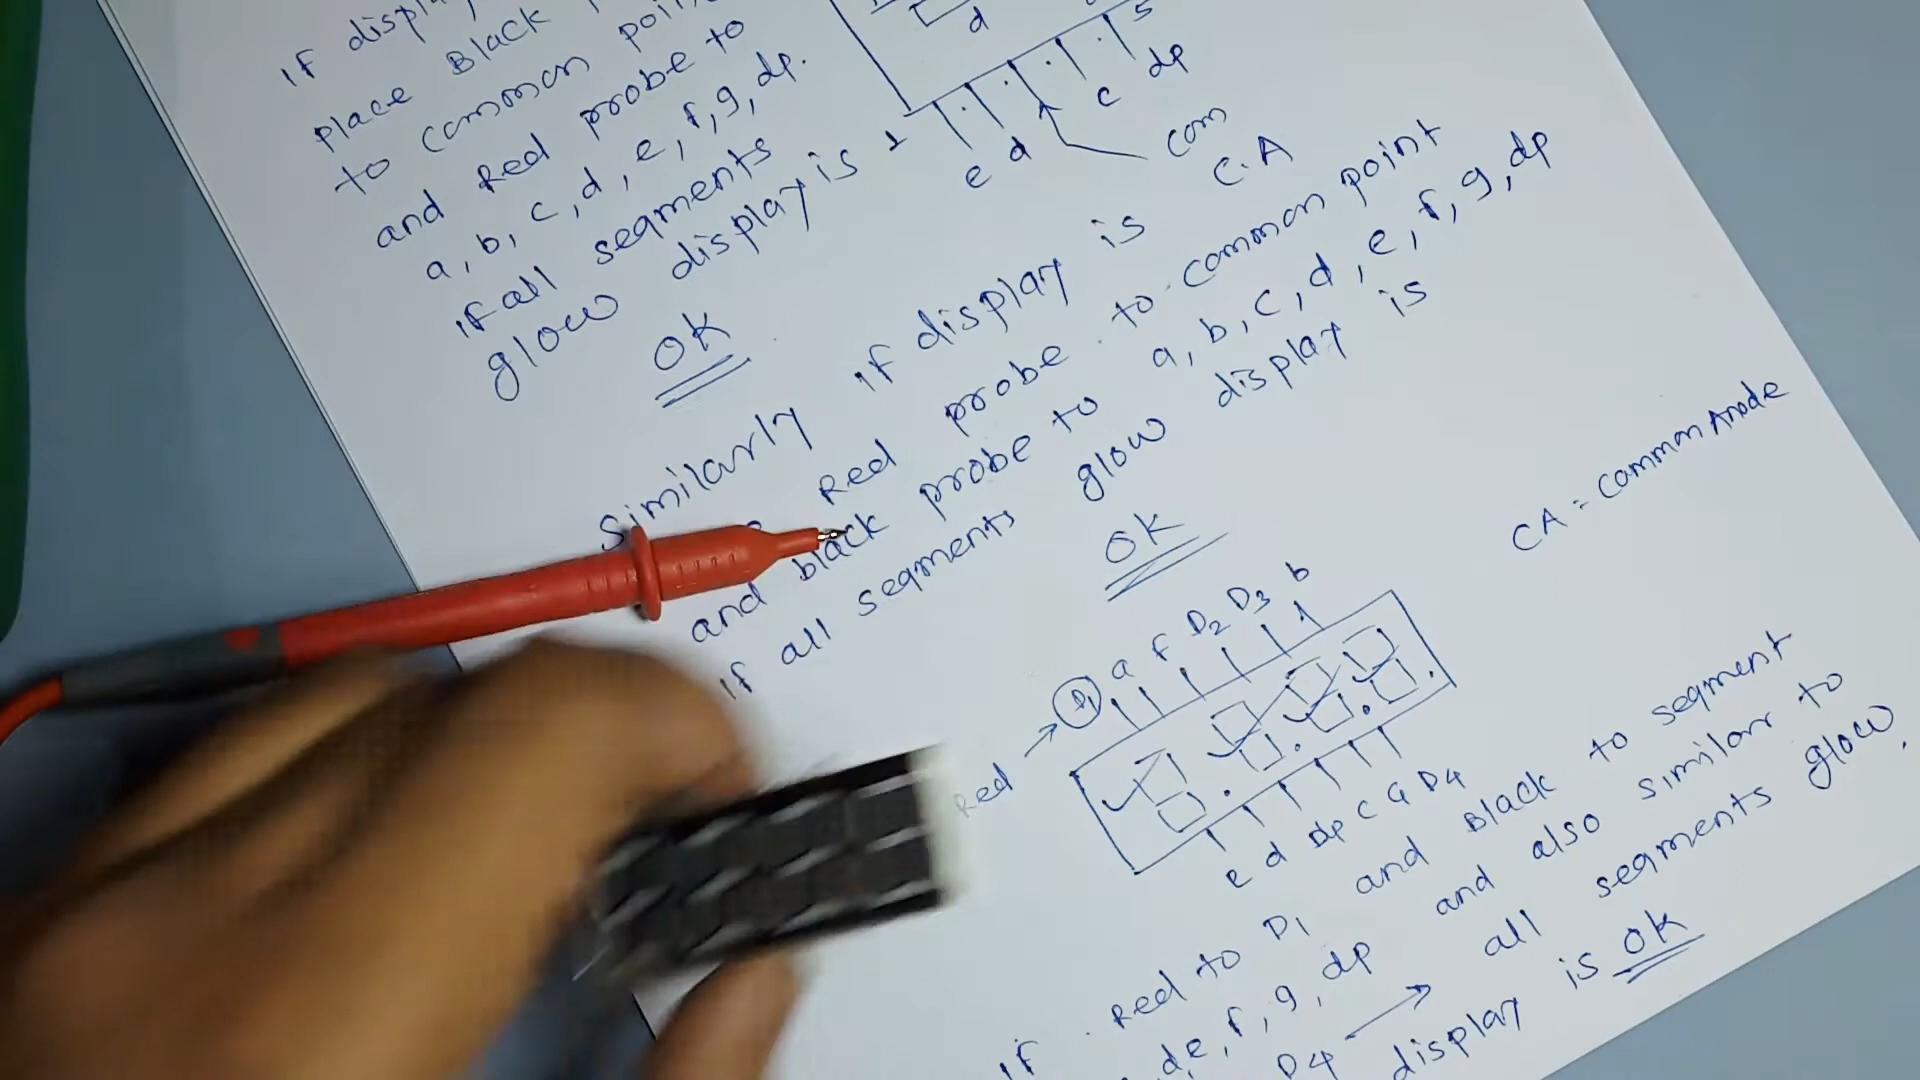 If display
place Black
to common point
and Red probe to
a, b, c, d, e, f, g, dp.
If all segments
glow display is
OK
d
1
5
e d c dp
com
Similarly if display is C.A
Red probe to common point
and black probe to a, b, c, d, e, f, g, dp
If all segments glow display is
OK
CA = Common Anode
D1 a f D2 D3 b
Red →
e d Dp c G D4
If Red to D1 and Black to segment
d, e, f, g, dp and also similar to
D4 → all segments glow,
display is OK